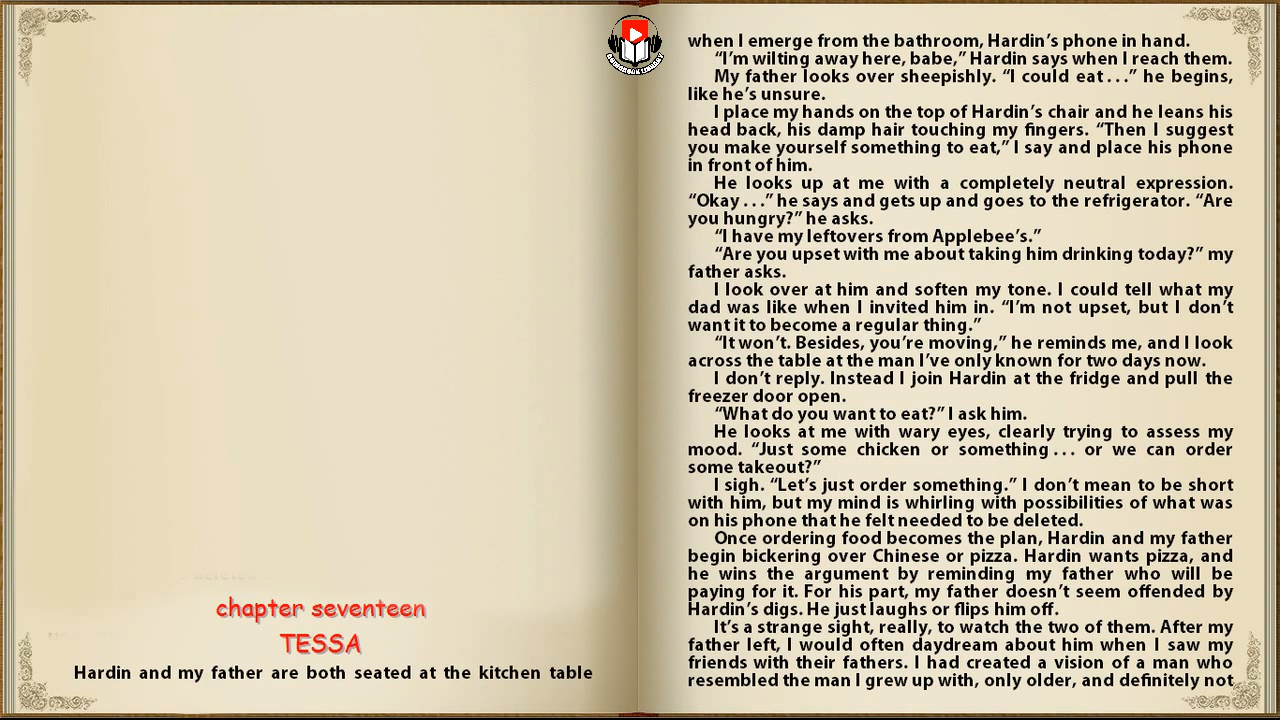 chapter seventeen
TESSA
Hardin and my father are both seated at the kitchen table
when I emerge from the bathroom, Hardin’s phone in hand.
“I’m wilting away here, babe,” Hardin says when I reach them.
My father looks over sheepishly. “I could eat . . .” he begins,
like he’s unsure.
I place my hands on the top of Hardin’s chair and he leans his
head back, his damp hair touching my fingers. “Then I suggest
you make yourself something to eat,” I say and place his phone
in front of him.
He looks up at me with a completely neutral expression.
“Okay . . .” he says and gets up and goes to the refrigerator. “Are
you hungry?” he asks.
“I have my leftovers from Applebee’s.”
“Are you upset with me about taking him drinking today?” my
father asks.
I look over at him and soften my tone. I could tell what my
dad was like when I invited him in. “I’m not upset, but I don’t
want it to become a regular thing.”
“It won’t. Besides, you’re moving,” he reminds me, and I look
across the table at the man I’ve only known for two days now.
I don’t reply. Instead I join Hardin at the fridge and pull the
freezer door open.
“What do you want to eat?” I ask him.
He looks at me with wary eyes, clearly trying to assess my
mood. “Just some chicken or something . . . or we can order
some takeout?”
I sigh. “Let’s just order something.” I don’t mean to be short
with him, but my mind is whirling with possibilities of what was
on his phone that he felt needed to be deleted.
Once ordering food becomes the plan, Hardin and my father
begin bickering over Chinese or pizza. Hardin wants pizza, and
he wins the argument by reminding my father who will be
paying for it. For his part, my father doesn’t seem offended by
Hardin’s digs. He just laughs or flips him off.
It’s a strange sight, really, to watch the two of them. After my
father left, I would often daydream about him when I saw my
friends with their fathers. I had created a vision of a man who
resembled the man I grew up with, only older, and definitely not